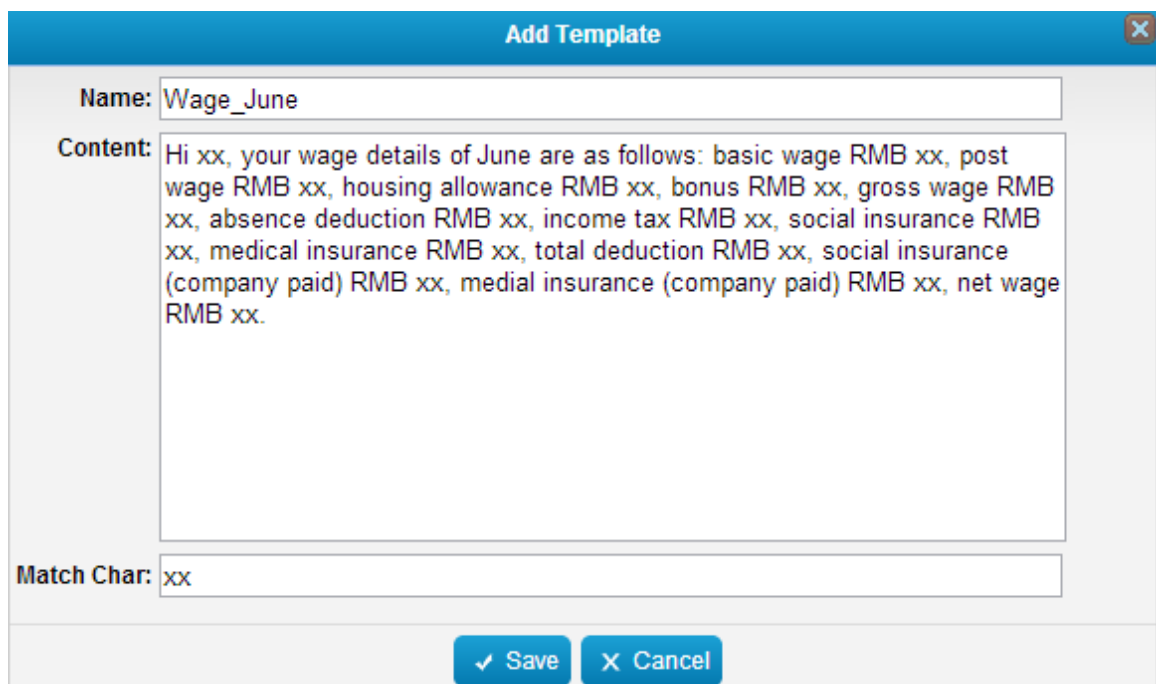 Add Template
Name: Wage_June
Content: Hi xx, your wage details of June are as follows: basic wage RMB xx, post
wage RMB xx, housing allowance RMB xx, bonus RMB xx, gross wage RMB
xx, absence deduction RMB xx, income tax RMB xx, social insurance RMB
xx, medical insurance RMB xx, total deduction RMB xx, social insurance
(company paid) RMB xx, medial insurance (company paid) RMB xx, net wage
RMB xx.
Match Char: xx
Save Cancel